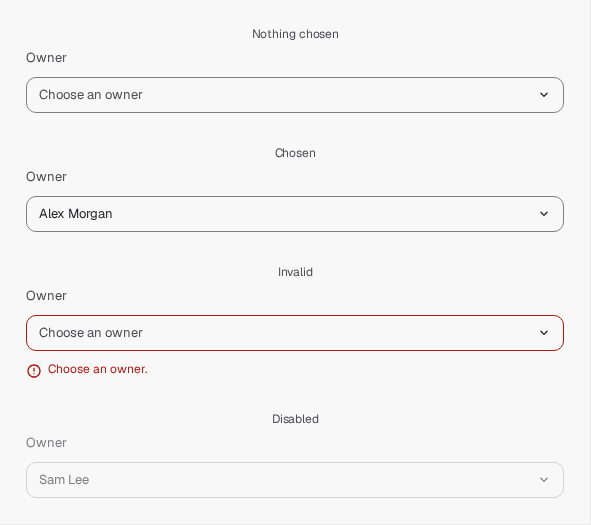 Nothing chosen
Owner
Choose an owner
Chosen
Owner
Alex Morgan
Invalid
Owner
Choose an owner
Choose an owner.
Disabled
Owner
Sam Lee